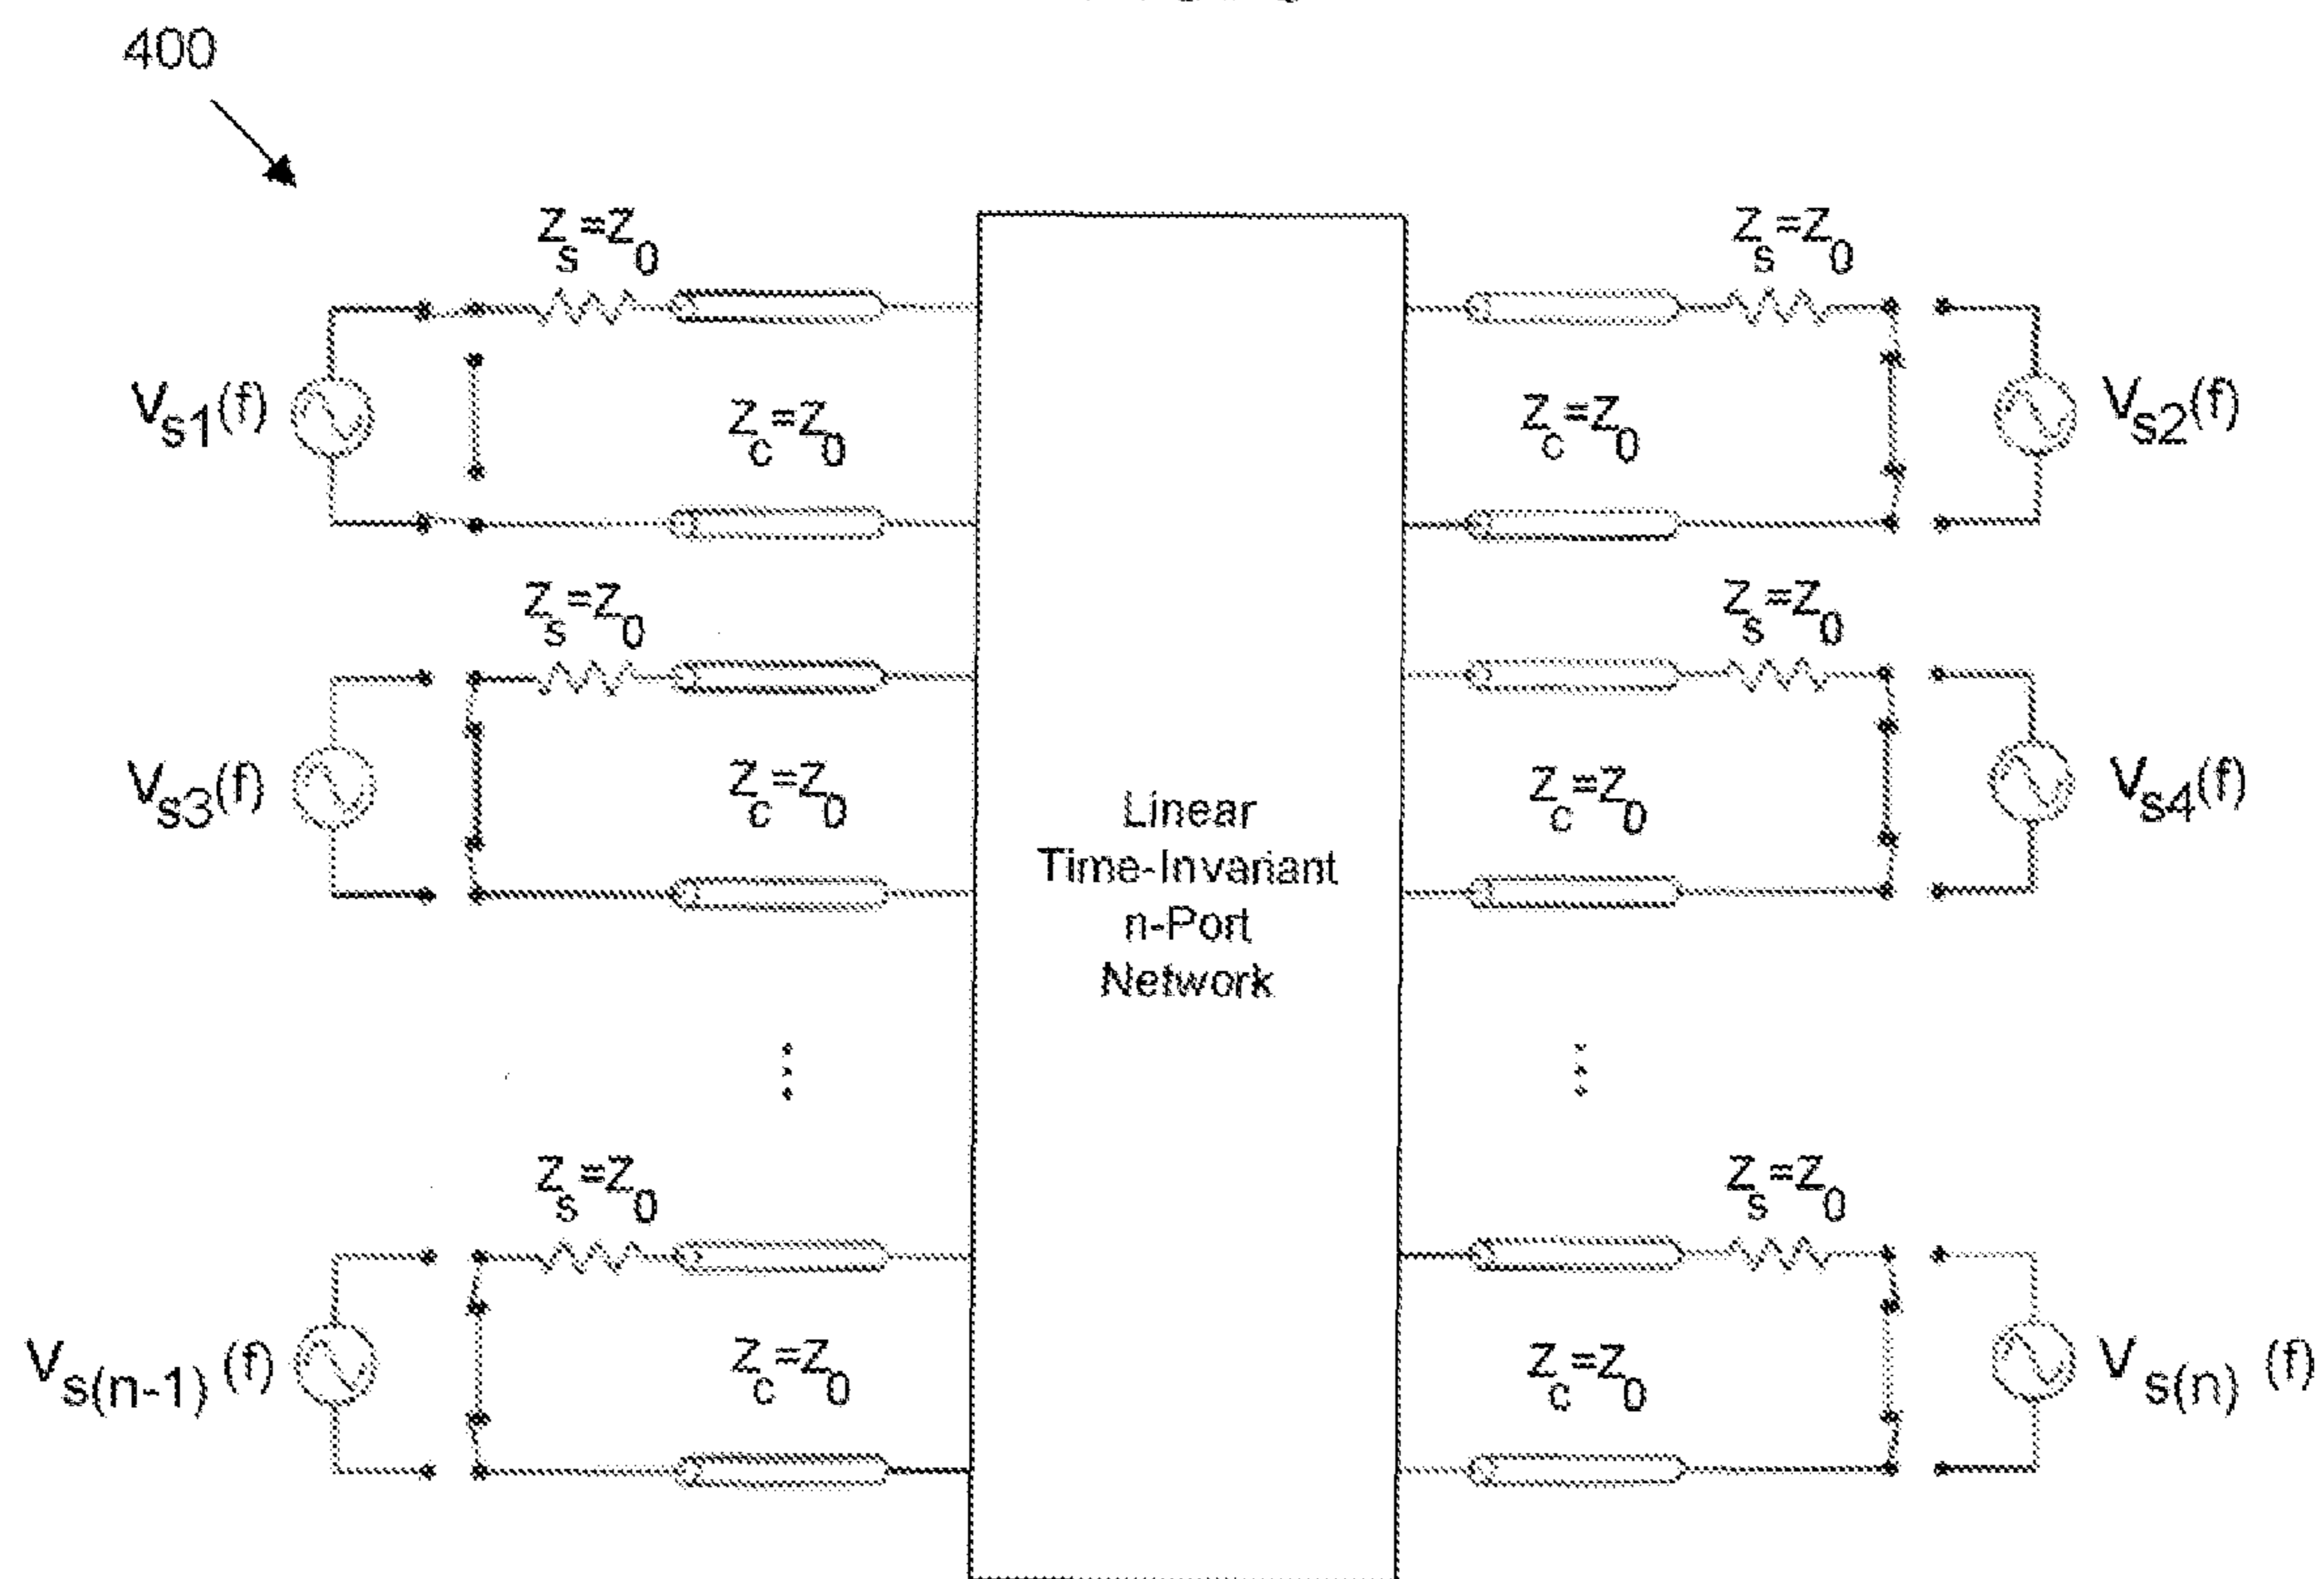 400
Zs=Z0
Zs=Z0
Vs1(f)
Zc=Z0
Zc=Z0
Vs2(f)
Zs=Z0
Zs=Z0
Vs3(f)
Zc=Z0
Zc=Z0
Vs4(f)
Linear
Time-Invariant
n-Port
Network
Zs=Z0
Zs=Z0
Vs(n-1) (f)
Zc=Z0
Zc=Z0
Vs(n) (f)